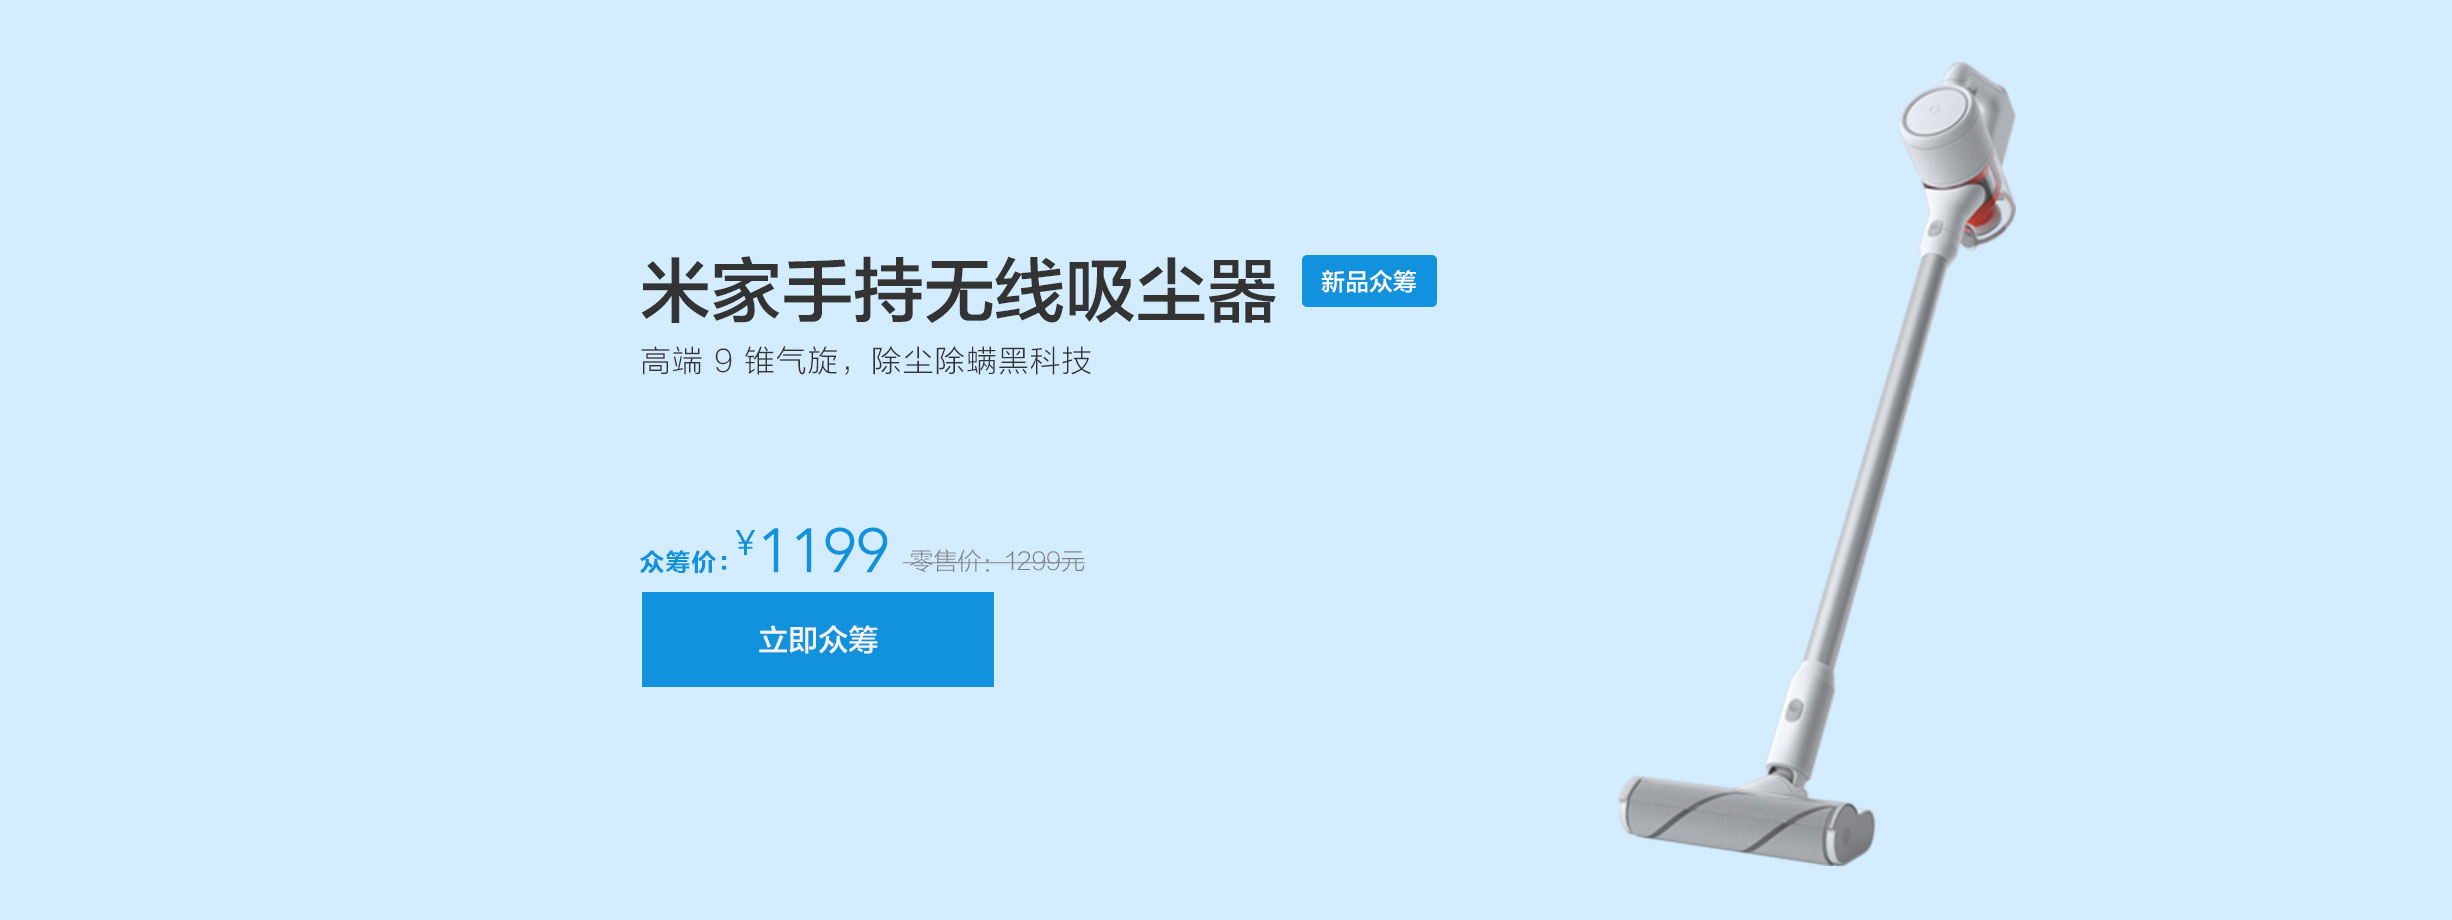 米家手持无线吸尘器 新品众筹
高端 9 锥气旋，除尘除螨黑科技
众筹价：¥1199 零售价：1299元
立即众筹